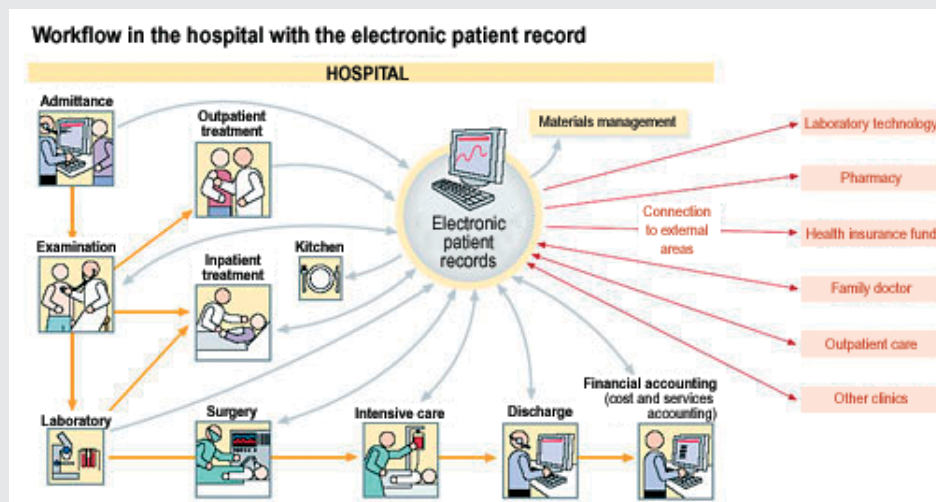 Workflow in the hospital with the electronic patient record
HOSPITAL
Admittance
Outpatient
treatment
Materials management
Laboratory technology
Pharmacy
Electronic
patient
records
Connection
to external
areas
Health insurance fund
Examination
Inpatient
treatment
Kitchen
Family doctor
Outpatient care
Financial accounting
(cost and services
accounting)
Other clinics
Laboratory
Surgery
Intensive care
Discharge